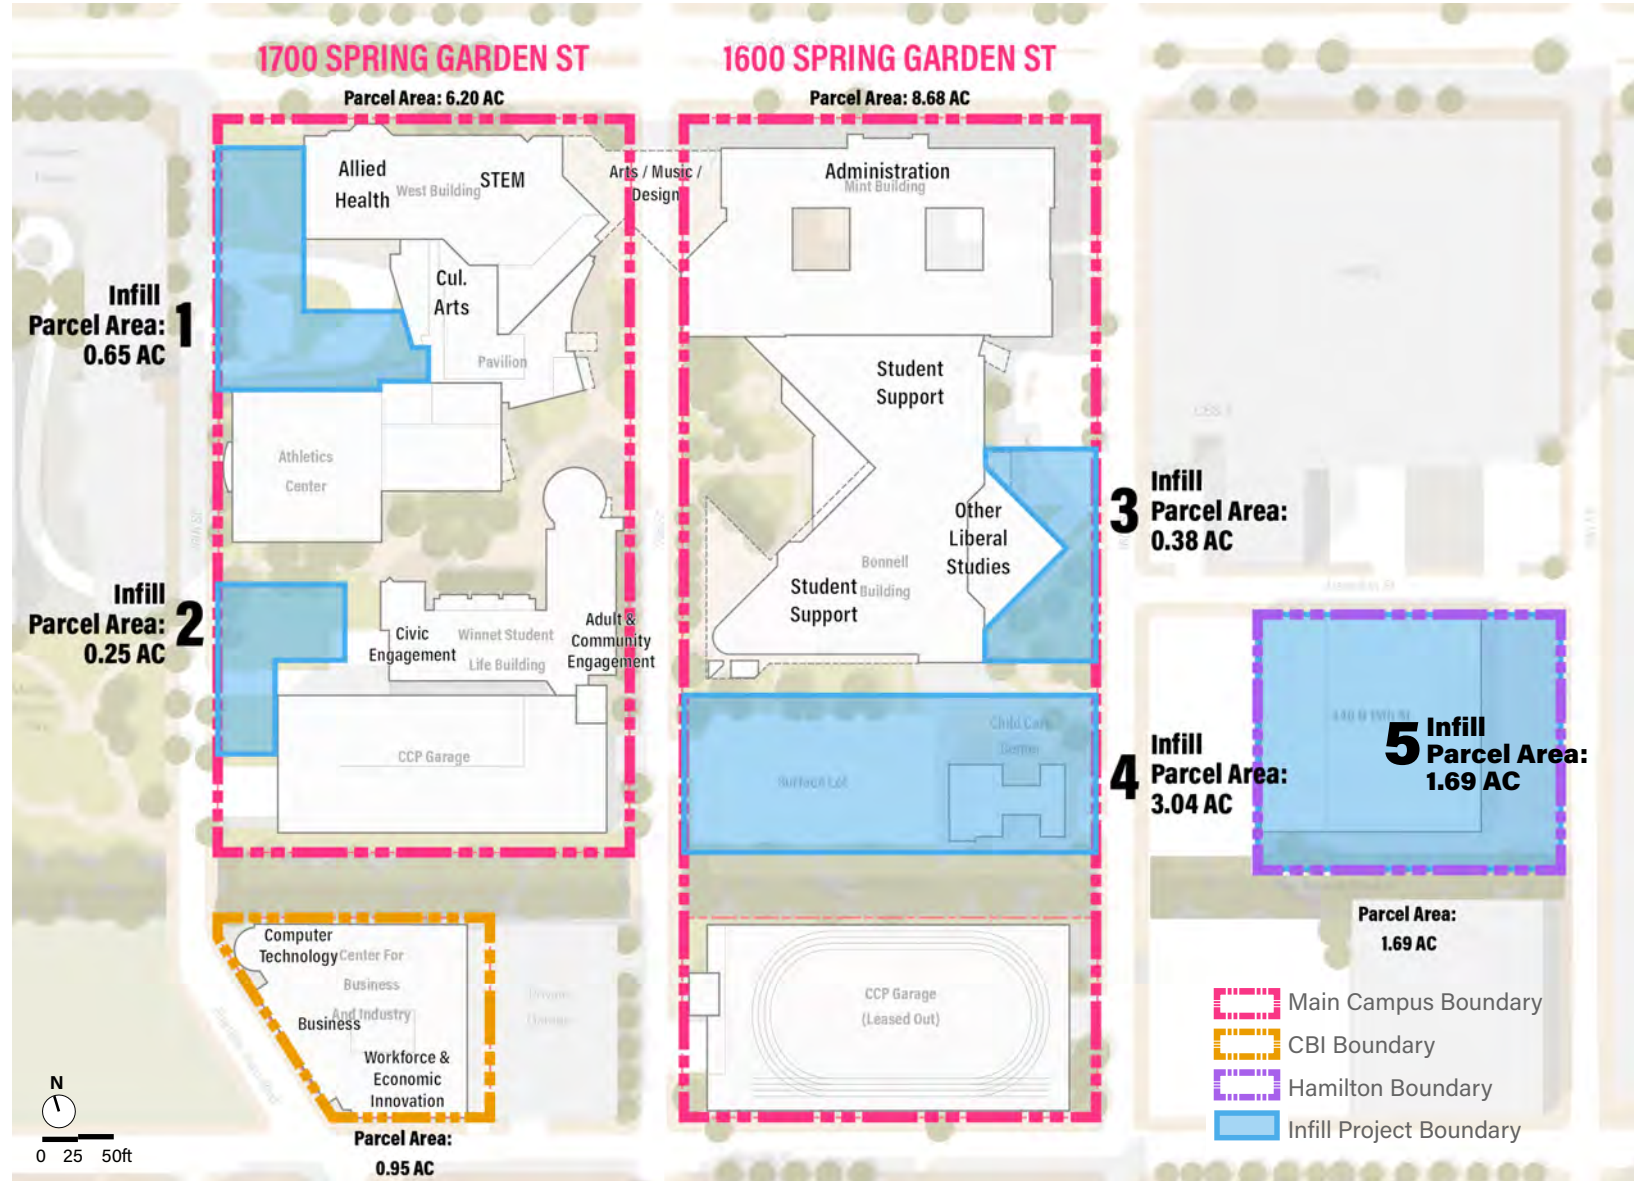 1700 SPRING GARDEN ST
Parcel Area: 6.20 AC
1600 SPRING GARDEN ST
Parcel Area: 8.68 AC
Allied
Health
West Building
STEM
Arts / Music /
Design
Administration
Mint Building
Cul.
Arts
Pavilion
Infill
Parcel Area:
0.65 AC
1
Student
Support
Athletics
Center
Other
Liberal
Studies
3
Infill
Parcel Area:
0.38 AC
Bonnell
Building
Student
Support
Infill
Parcel Area:
0.25 AC
2
Civic
Engagement
Winnet Student
Life Building
Adult &
Community
Engagement
CCP Garage
Surface Lot
Child Care
Center
4
Infill
Parcel Area:
3.04 AC
5
Infill
Parcel Area:
1.69 AC
Parcel Area:
1.69 AC
Computer
Technology
Center For
Business
And Industry
Business
Workforce &
Economic
Innovation
Private
Parcel Area:
0.95 AC
CCP Garage
(Leased Out)
Main Campus Boundary
CBI Boundary
Hamilton Boundary
Infill Project Boundary
N
0 25 50ft